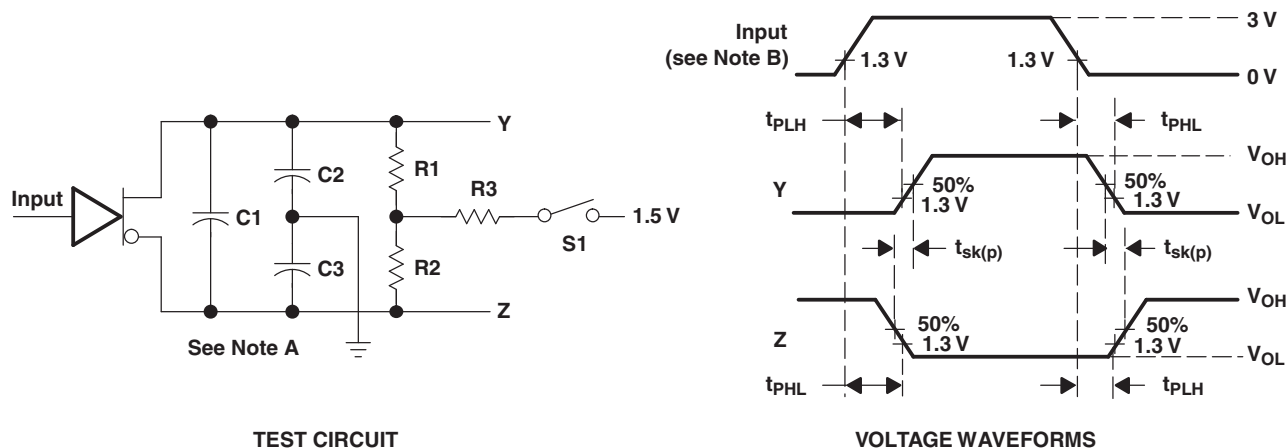 Input
C1
C2
C3
R1
R2
R3
S1
1.5 V
Y
Z
See Note A
TEST CIRCUIT
Input
(see Note B)
1.3 V
1.3 V
3 V
0 V
tPLH
tPHL
Y
50%
1.3 V
50%
1.3 V
VOH
VOL
tsk(p)
tsk(p)
Z
50%
1.3 V
50%
1.3 V
VOH
VOL
tPHL
tPLH
VOLTAGE WAVEFORMS